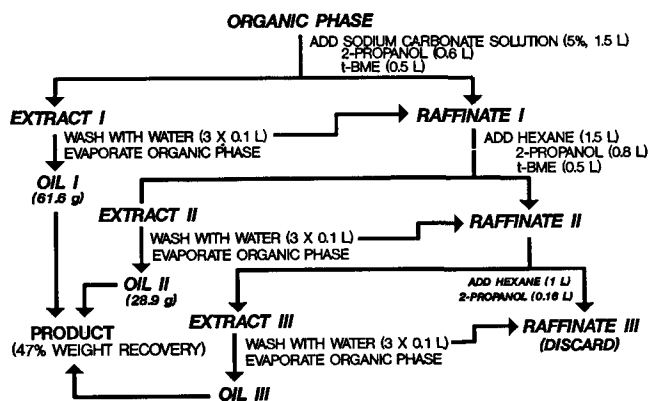 ORGANIC PHASE
ADD SODIUM CARBONATE SOLUTION (5%, 1.5 L)
2-PROPANOL (0.6 L)
t-BME (0.5 L)
EXTRACT I
WASH WITH WATER (3 X 0.1 L)
EVAPORATE ORGANIC PHASE
RAFFINATE I
ADD HEXANE (1.5 L)
2-PROPANOL (0.8 L)
t-BME (0.5 L)
OIL I
(61.6 g)
EXTRACT II
WASH WITH WATER (3 X 0.1 L)
EVAPORATE ORGANIC PHASE
RAFFINATE II
ADD HEXANE (1 L)
2-PROPANOL (0.16 L)
OIL II
(28.9 g)
EXTRACT III
WASH WITH WATER (3 X 0.1 L)
EVAPORATE ORGANIC PHASE
RAFFINATE III
(DISCARD)
PRODUCT
(47% WEIGHT RECOVERY)
OIL III